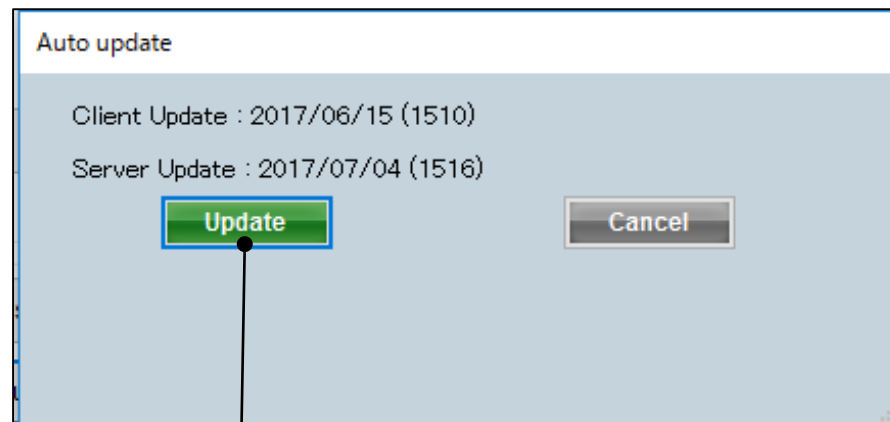 Auto update
Client Update : 2017/06/15 (1510)
Server Update : 2017/07/04 (1516)
Update
Cancel